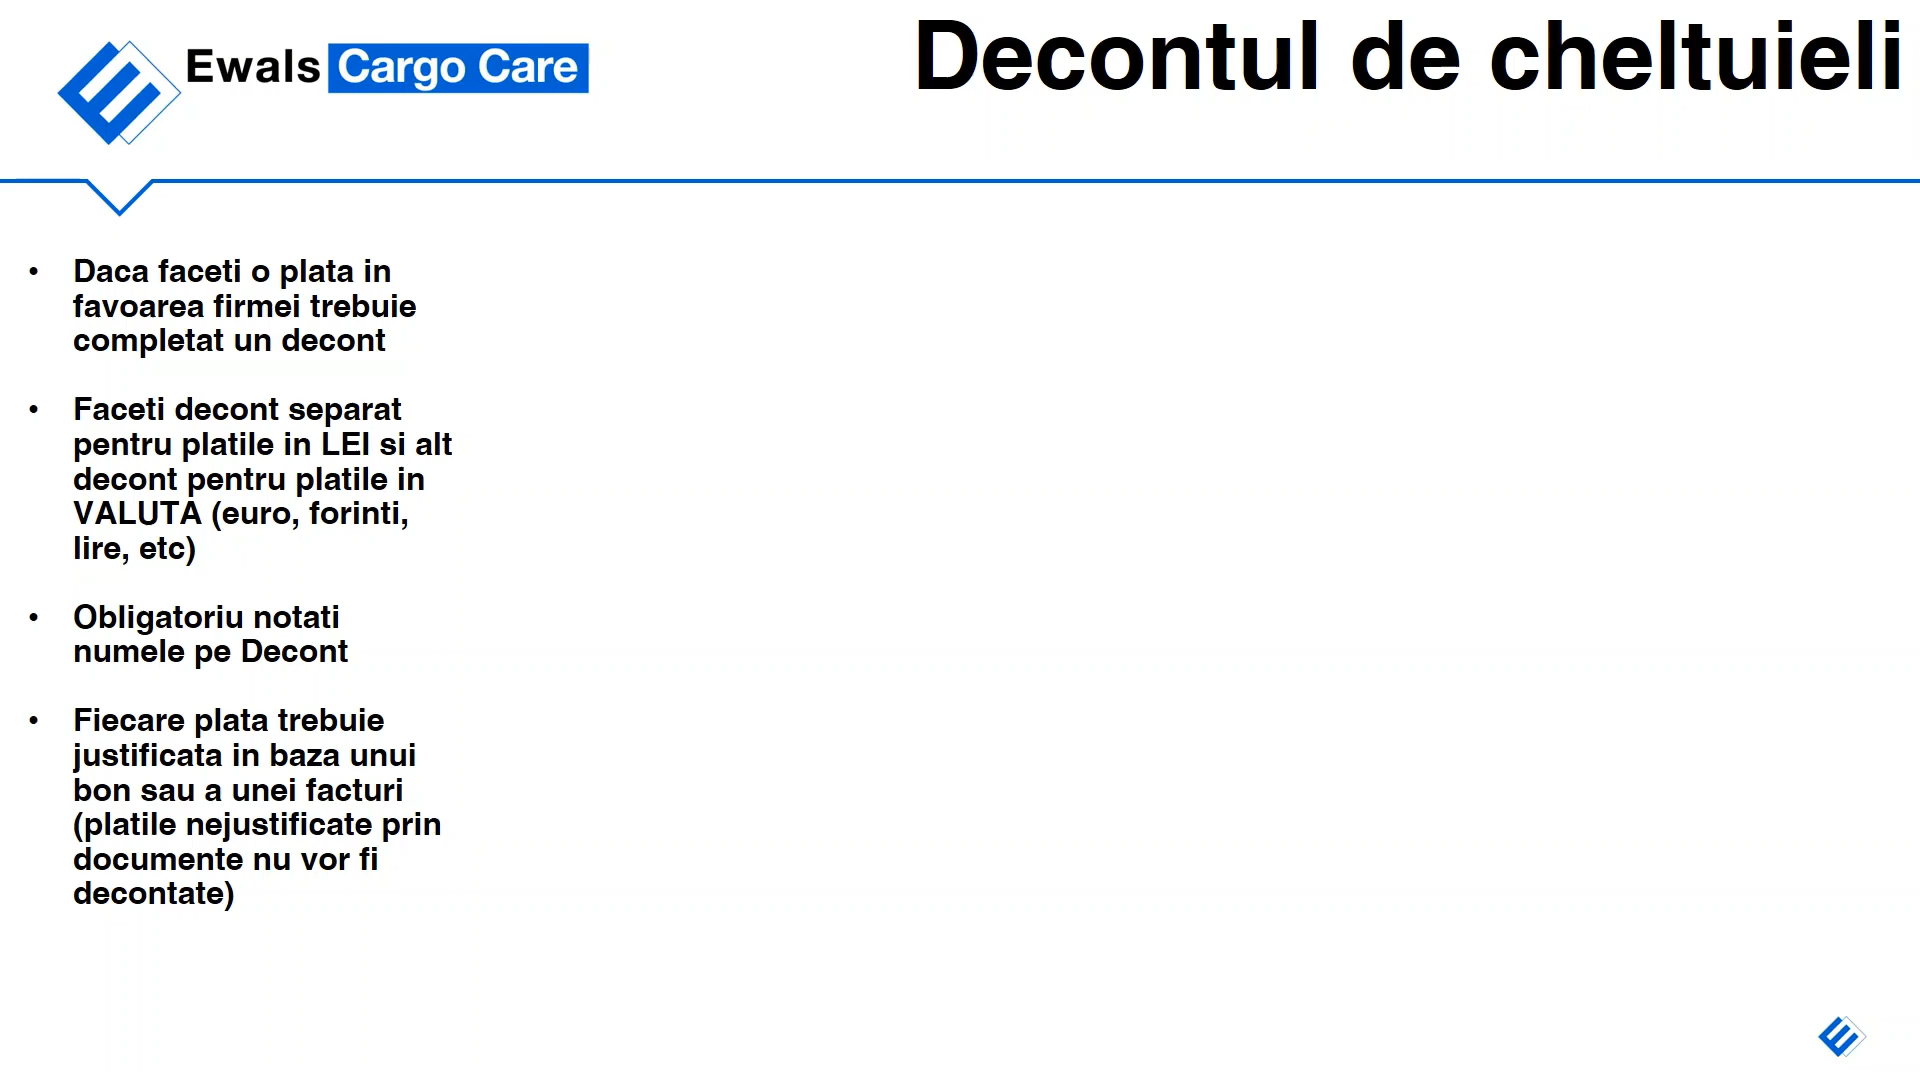 Ewals Cargo Care
Decontul de cheltuieli
• Daca faceti o plata in
favoarea firmei trebuie
completat un decont
• Faceti decont separat
pentru platile in LEI si alt
decont pentru platile in
VALUTA (euro, forinti,
lire, etc)
• Obligatoriu notati
numele pe Decont
• Fiecare plata trebuie
justificata in baza unui
bon sau a unei facturi
(platile nejustificate prin
documente nu vor fi
decontate)